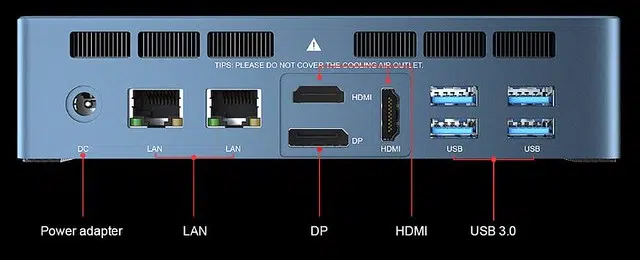 TIPS: PLEASE DO NOT COVER THE COOLING AIR OUTLET.
HDMI
DP
DC
LAN
LAN
HDMI
USB
USB
Power adapter
LAN
DP
HDMI
USB 3.0